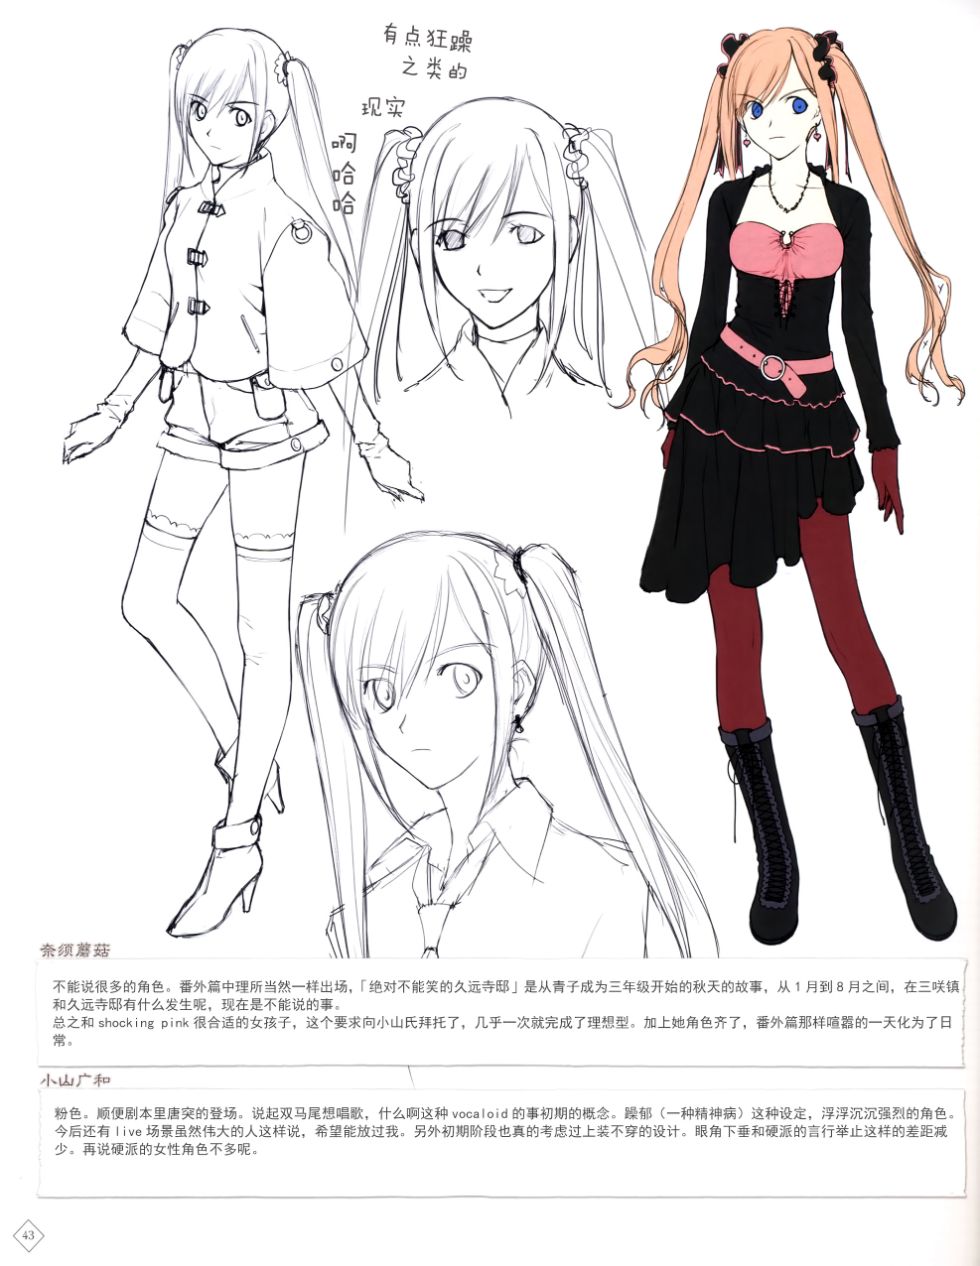 有点狂躁
之类的
现实
啊
哈
哈
奈须蘑菇
不能说很多的角色。番外篇中理所当然一样出场，「绝对不能笑的久远寺邸」是从青子成为三年级开始的秋天的故事，从1月到8月之间，在三咲镇
和久远寺邸有什么发生呢，现在是不能说的事。
总之和 shocking pink 很合适的女孩子，这个要求向小山氏拜托了，几乎一次就完成了理想型。加上她角色齐了，番外篇那样喧嚣的一天化为了日
常。
小山广和
粉色。顺便剧本里唐突的登场。说起双马尾想唱歌，什么啊这种 vocaloid 的事初期的概念。躁郁（一种精神病）这种设定，浮浮沉沉强烈的角色。
今后还有 live 场景虽然伟大的人这样说，希望能放过我。另外初期阶段也真的考虑过上装不穿的设计。眼角下垂和硬派的言行举止这样的差距减
少。再说硬派的女性角色不多呢。
43